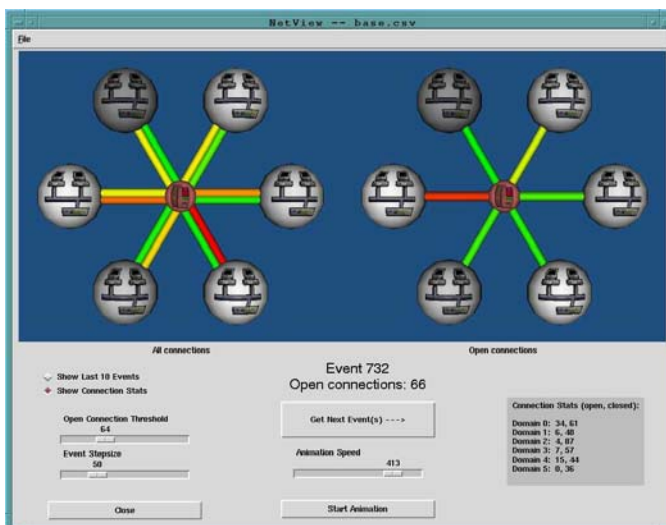 NetView -- base.csv
File
All connections
Open connections
Show Last 10 Events
Show Connection Stats
Event 732
Open connections: 66
Open Connection Threshold
64
Get Next Event(s) --->
Connection Stats (open, closed):
Domain 0: 34, 61
Domain 1: 6, 48
Domain 2: 4, 87
Domain 3: 7, 57
Domain 4: 15, 44
Domain 5: 0, 36
Event Stepsize
50
Animation Speed
413
Close
Start Animation